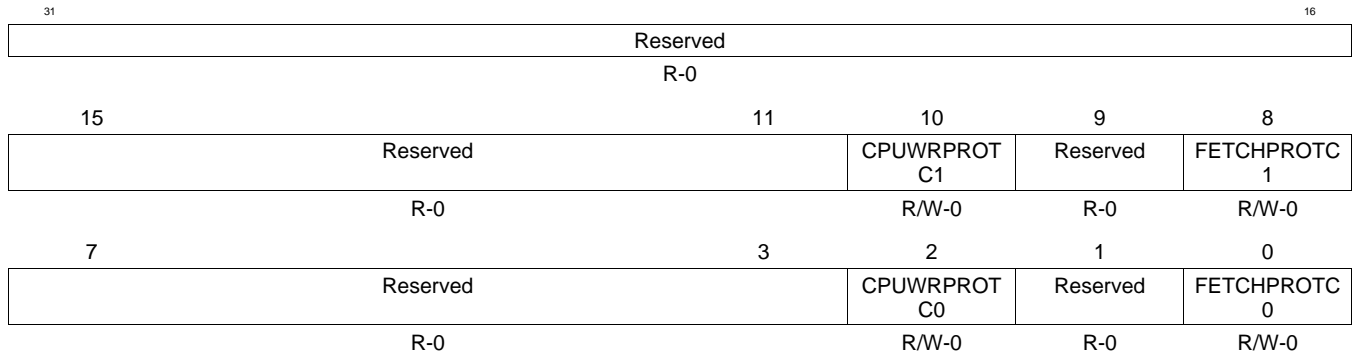 31 16
Reserved
R-0
15 11 10 9 8
Reserved CPUWRPROT Reserved FETCHPROTC
C1 1
R-0 R/W-0 R-0 R/W-0
7 3 2 1 0
Reserved CPUWRPROT Reserved FETCHPROTC
C0 0
R-0 R/W-0 R-0 R/W-0